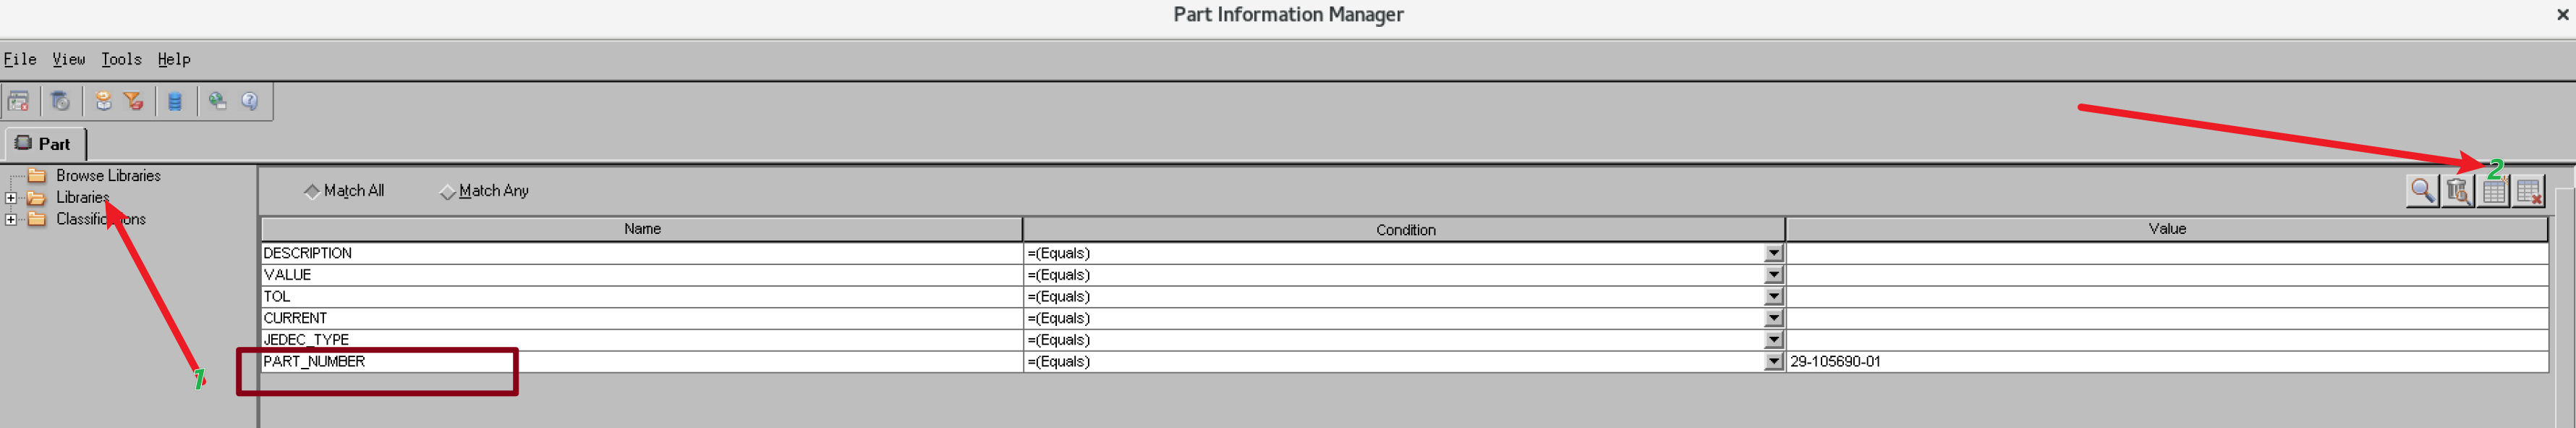 Part Information Manager
File View Tools Help
Part
Browse Libraries
Libraries
Classifications
Match All Match Any
2
Name Condition Value
DESCRIPTION =(Equals)
VALUE =(Equals)
TOL =(Equals)
CURRENT =(Equals)
JEDEC_TYPE =(Equals)
PART_NUMBER =(Equals) 29-105690-01
1